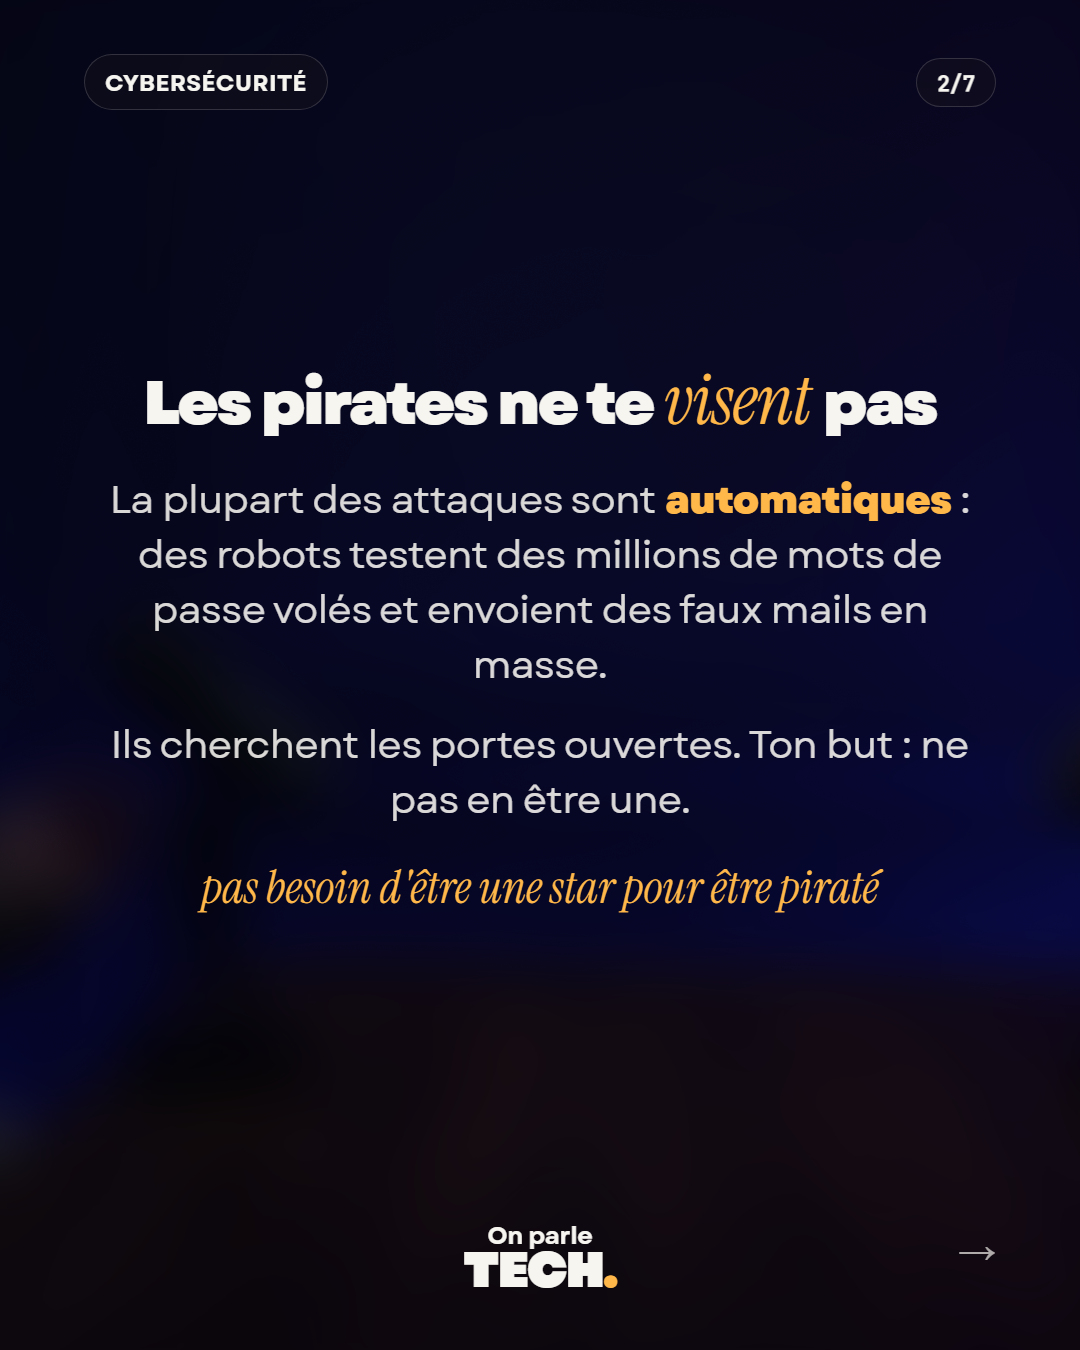 CYBERSÉCURITÉ
2/7
Les pirates ne te visent pas
La plupart des attaques sont automatiques :
des robots testent des millions de mots de
passe volés et envoient des faux mails en
masse.
Ils cherchent les portes ouvertes. Ton but : ne
pas en être une.
pas besoin d'être une star pour être piraté
On parle
TECH.
→